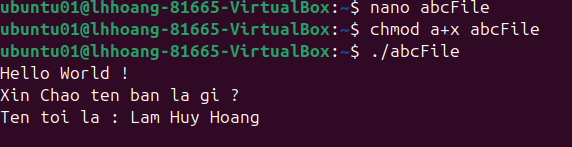 ubuntu01@lhhoang-81665-VirtualBox:~$ nano abcFile
ubuntu01@lhhoang-81665-VirtualBox:~$ chmod a+x abcFile
ubuntu01@lhhoang-81665-VirtualBox:~$ ./abcFile
Hello World !
Xin Chao ten ban la gi ?
Ten toi la : Lam Huy Hoang